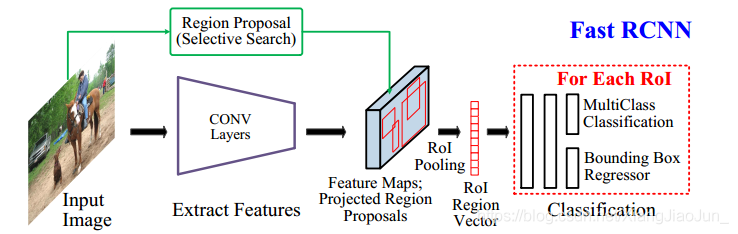 Region Proposal
(Selective Search)
Fast RCNN
For Each RoI
CONV
Layers
MultiClass
Classification
RoI
Pooling
Bounding Box
Regressor
Input
Image
Extract Features
Feature Maps;
Projected Region
Proposals
RoI
Region
Vector
Classification